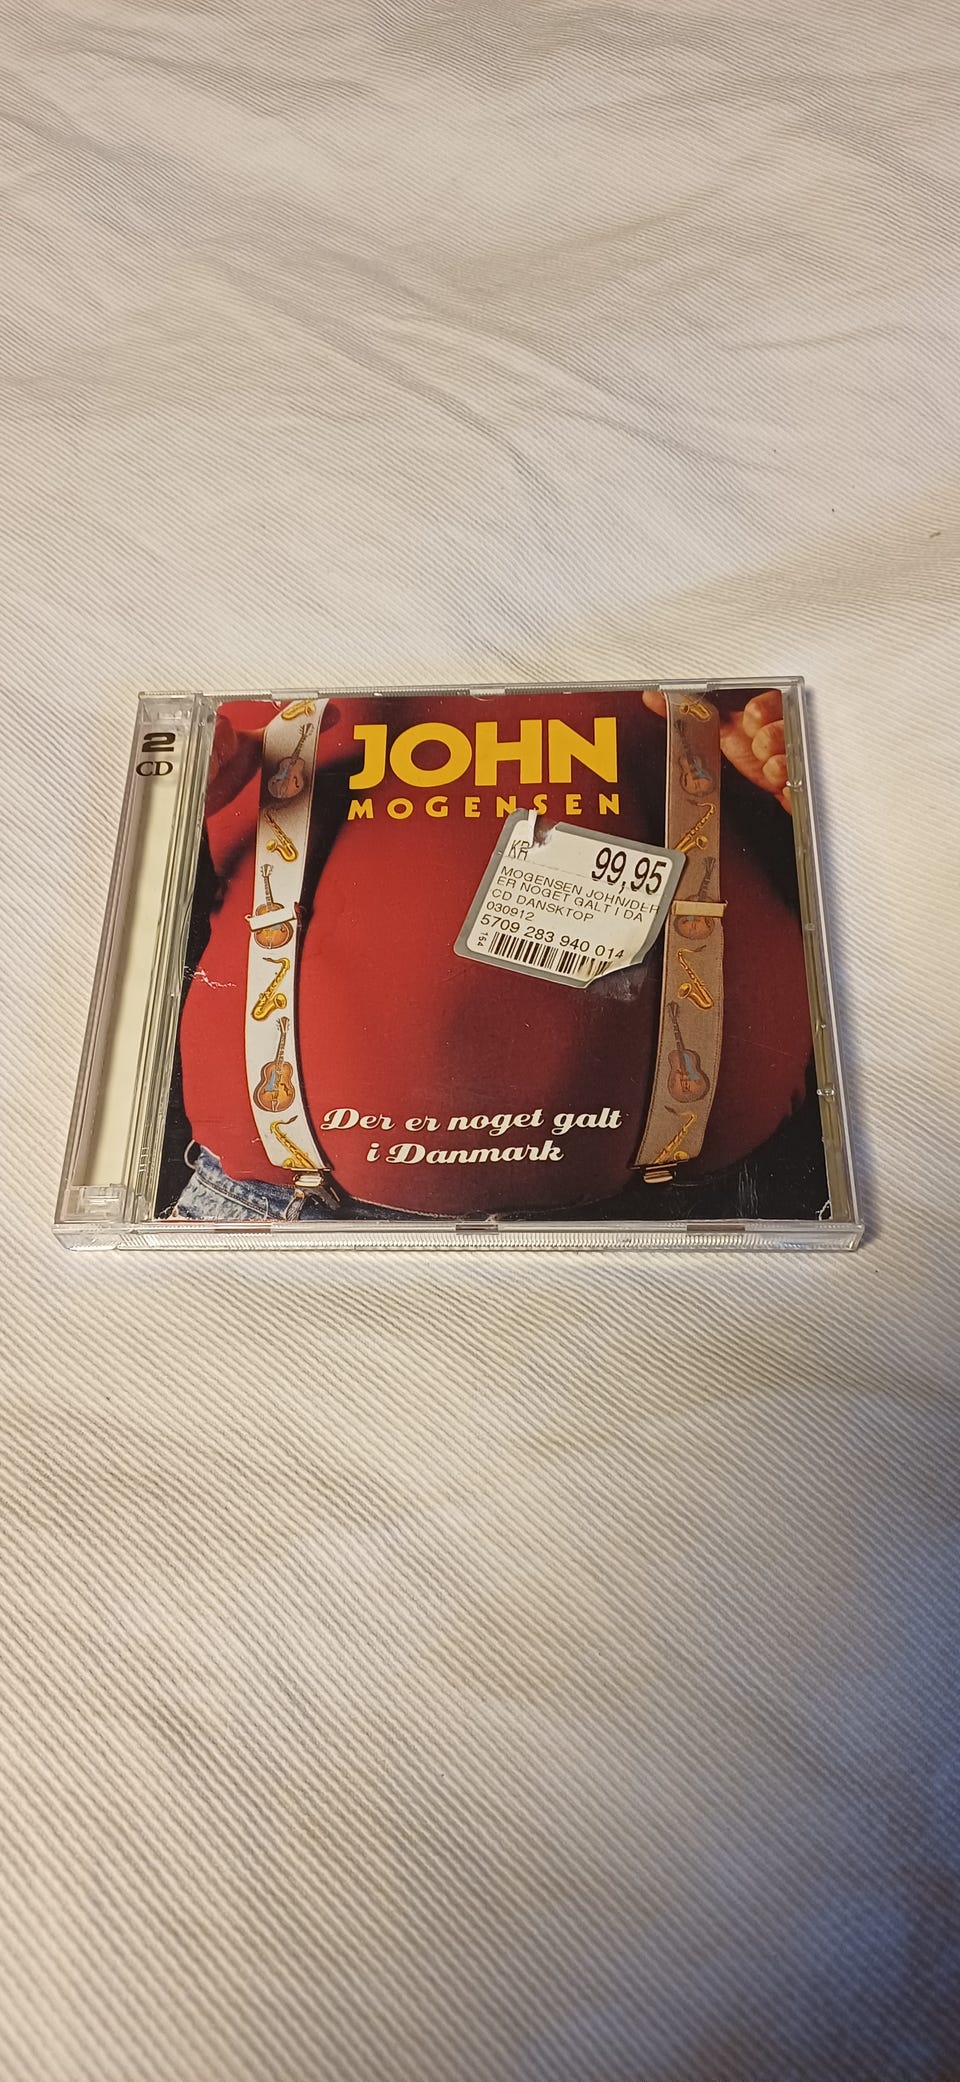 2
CD
JOHN
MOGENSEN
KR 99,95
MOGENSEN JOHN/DER
ER NOGET GALT I DA
CD DANSKTOP
030912
5709 283 940 014
154
Der er noget galt
i Danmark